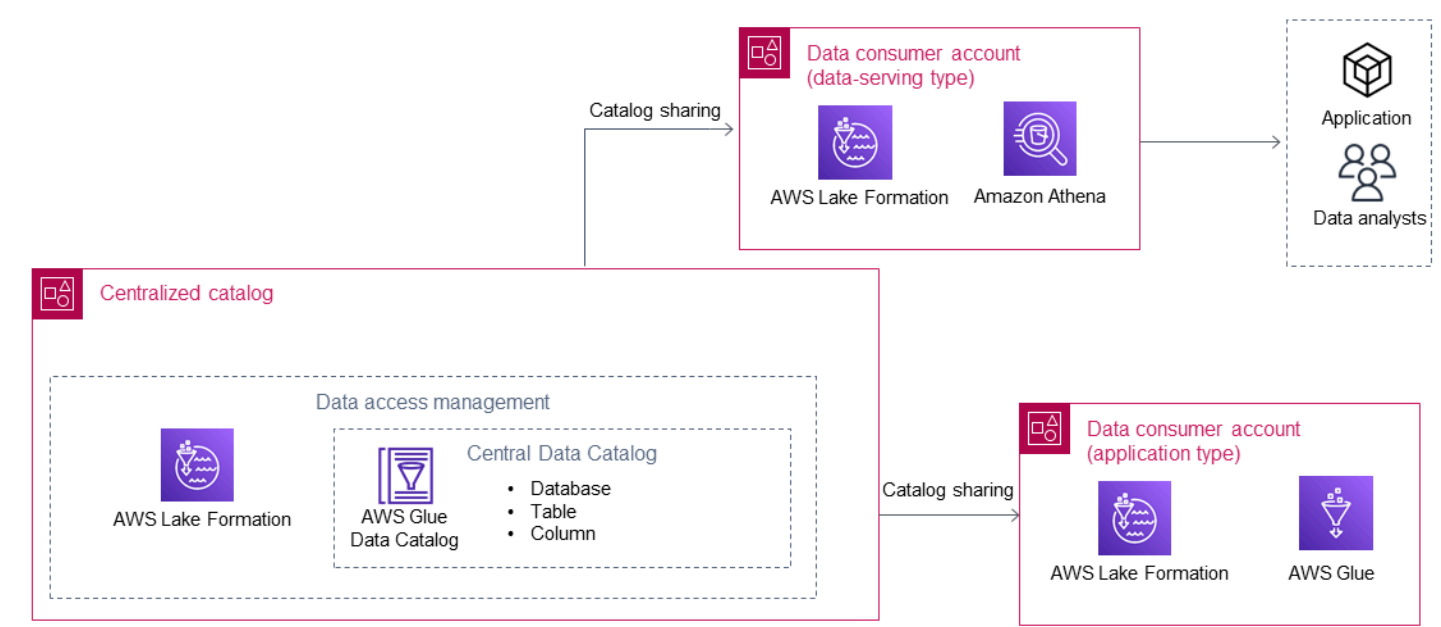 Data consumer account
(data-serving type)
Catalog sharing
AWS Lake Formation
Amazon Athena
Application
Data analysts
Centralized catalog
Data access management
AWS Lake Formation
Central Data Catalog
AWS Glue
Data Catalog
• Database
• Table
• Column
Catalog sharing
Data consumer account
(application type)
AWS Lake Formation
AWS Glue